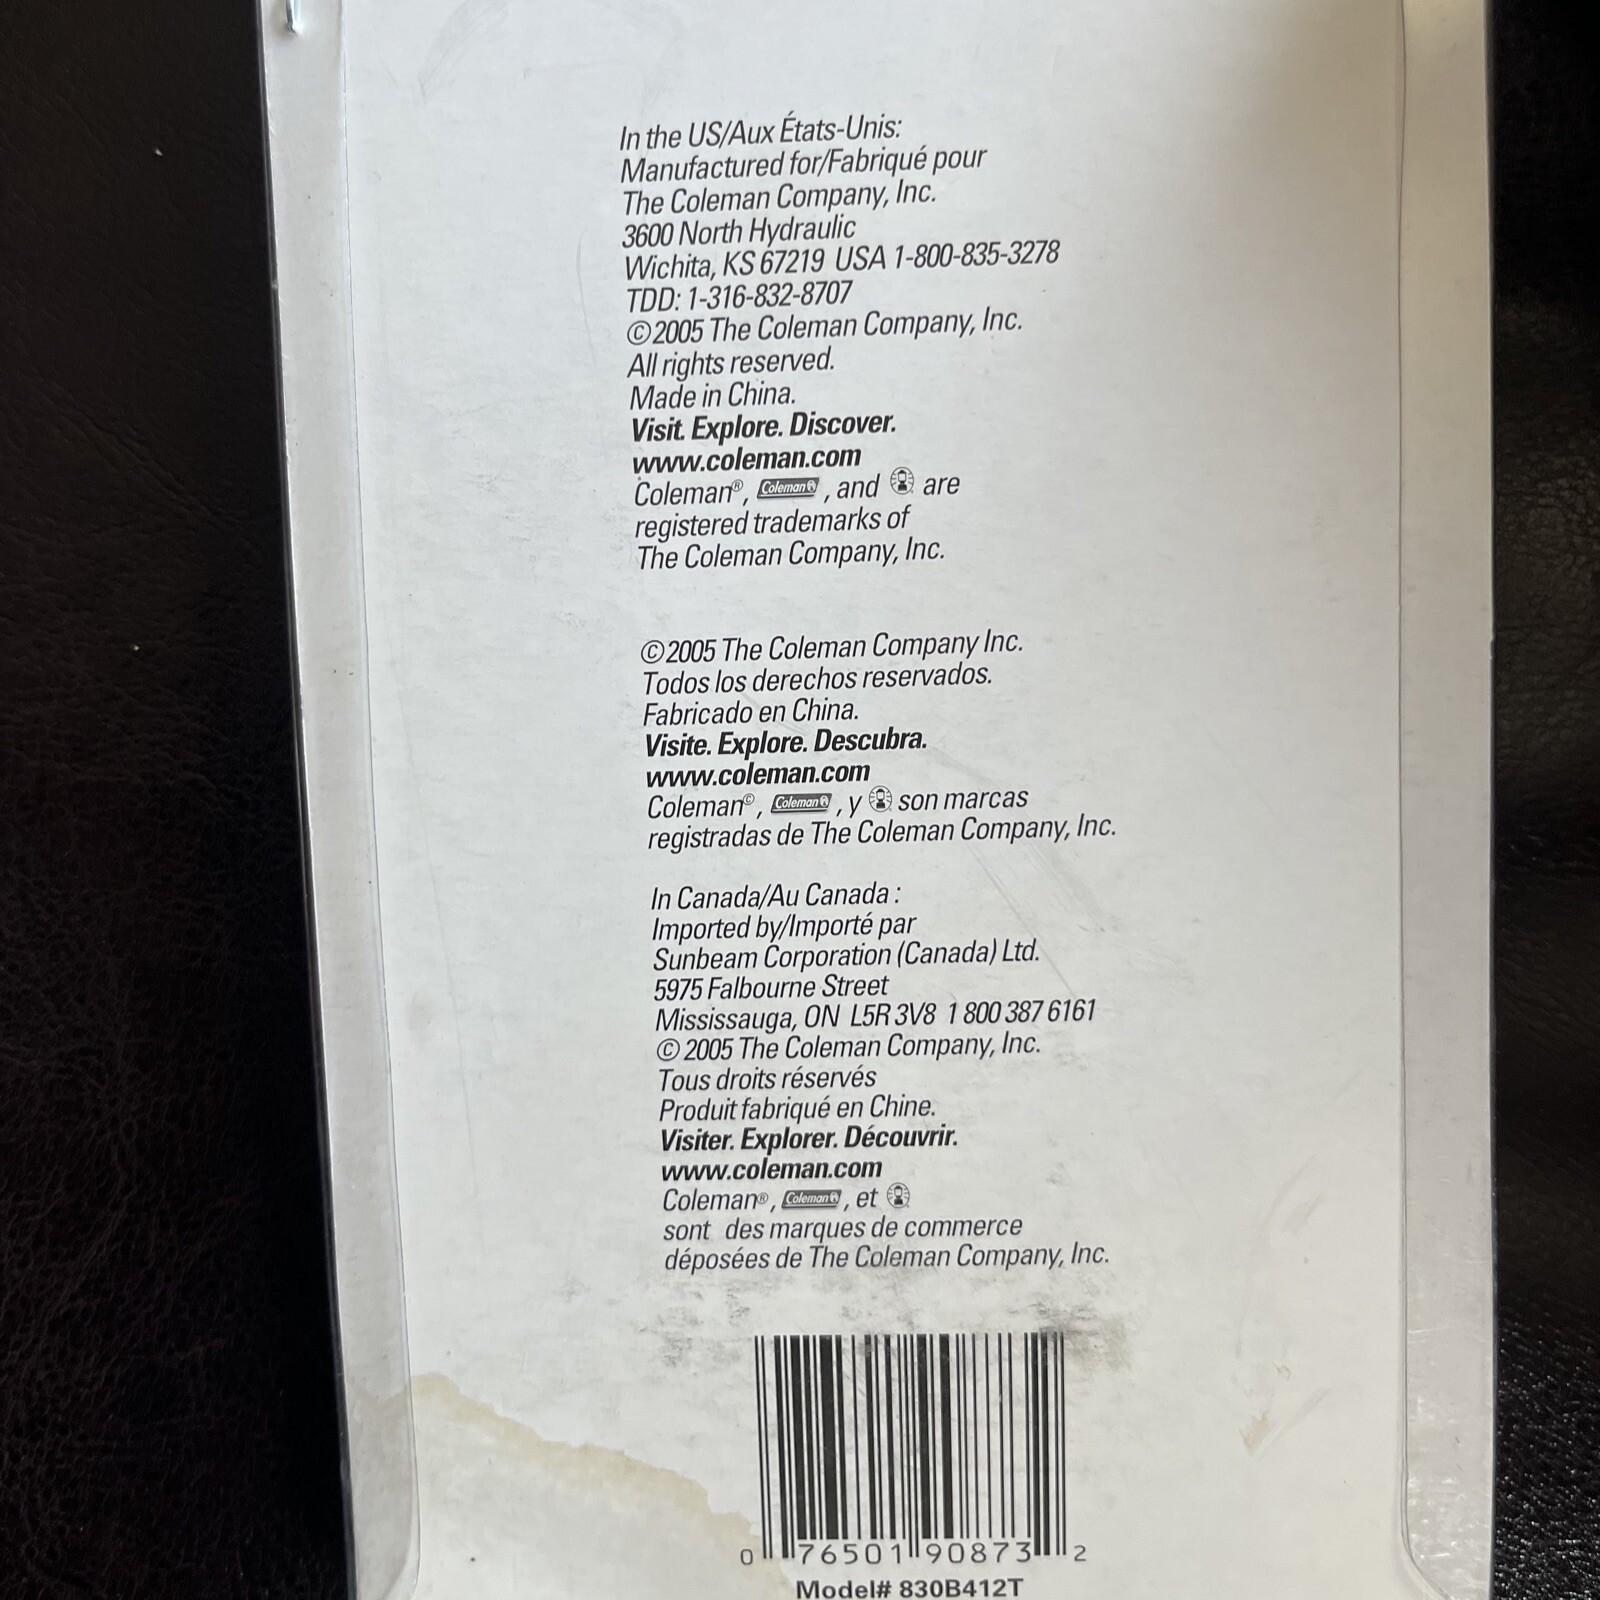 In the US/Aux États-Unis:
Manufactured for/Fabriqué pour
The Coleman Company, Inc.
3600 North Hydraulic
Wichita, KS 67219 USA 1-800-835-3278
TDD: 1-316-832-8707
©2005 The Coleman Company, Inc.
All rights reserved.
Made in China.
Visit. Explore. Discover.
www.coleman.com
Coleman®, Coleman, and are
registered trademarks of
The Coleman Company, Inc.
©2005 The Coleman Company Inc.
Todos los derechos reservados.
Fabricado en China.
Visite. Explore. Descubra.
www.coleman.com
Coleman©, Coleman, y son marcas
registradas de The Coleman Company, Inc.
In Canada/Au Canada :
Imported by/Importé par
Sunbeam Corporation (Canada) Ltd.
5975 Falbourne Street
Mississauga, ON L5R 3V8 1 800 387 6161
© 2005 The Coleman Company, Inc.
Tous droits réservés
Produit fabriqué en Chine.
Visiter. Explorer. Découvrir.
www.coleman.com
Coleman®, Coleman, et
sont des marques de commerce
déposées de The Coleman Company, Inc.
0 76501 90873 2
Model# 830B412T